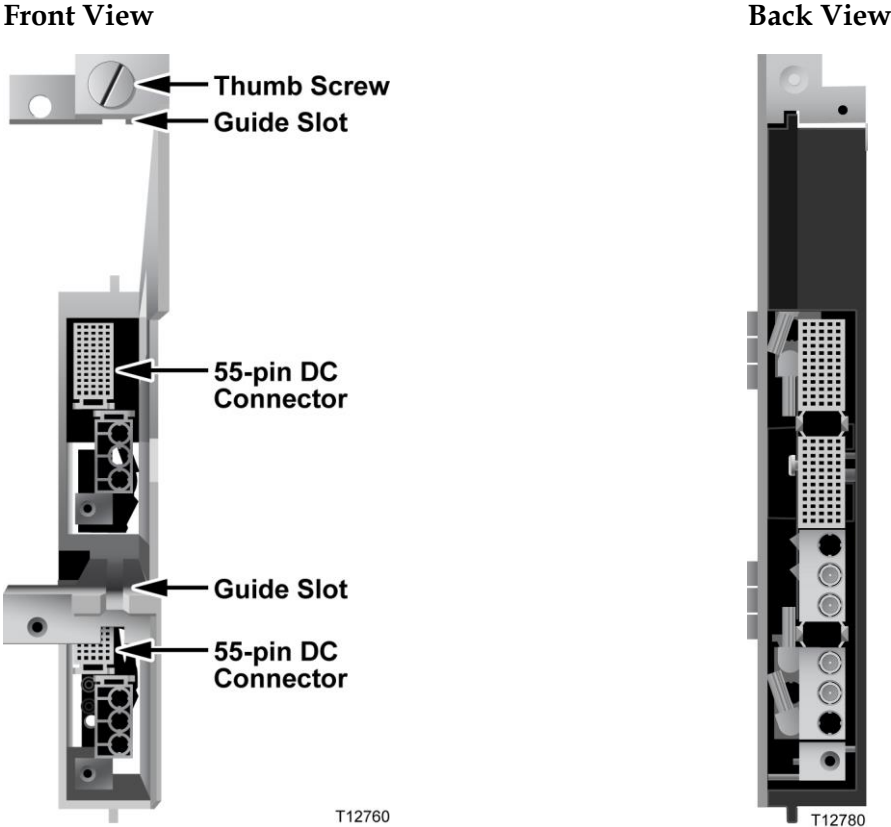 Front View
Back View
Thumb Screw
Guide Slot
55-pin DC
Connector
Guide Slot
55-pin DC
Connector
T12760
T12780